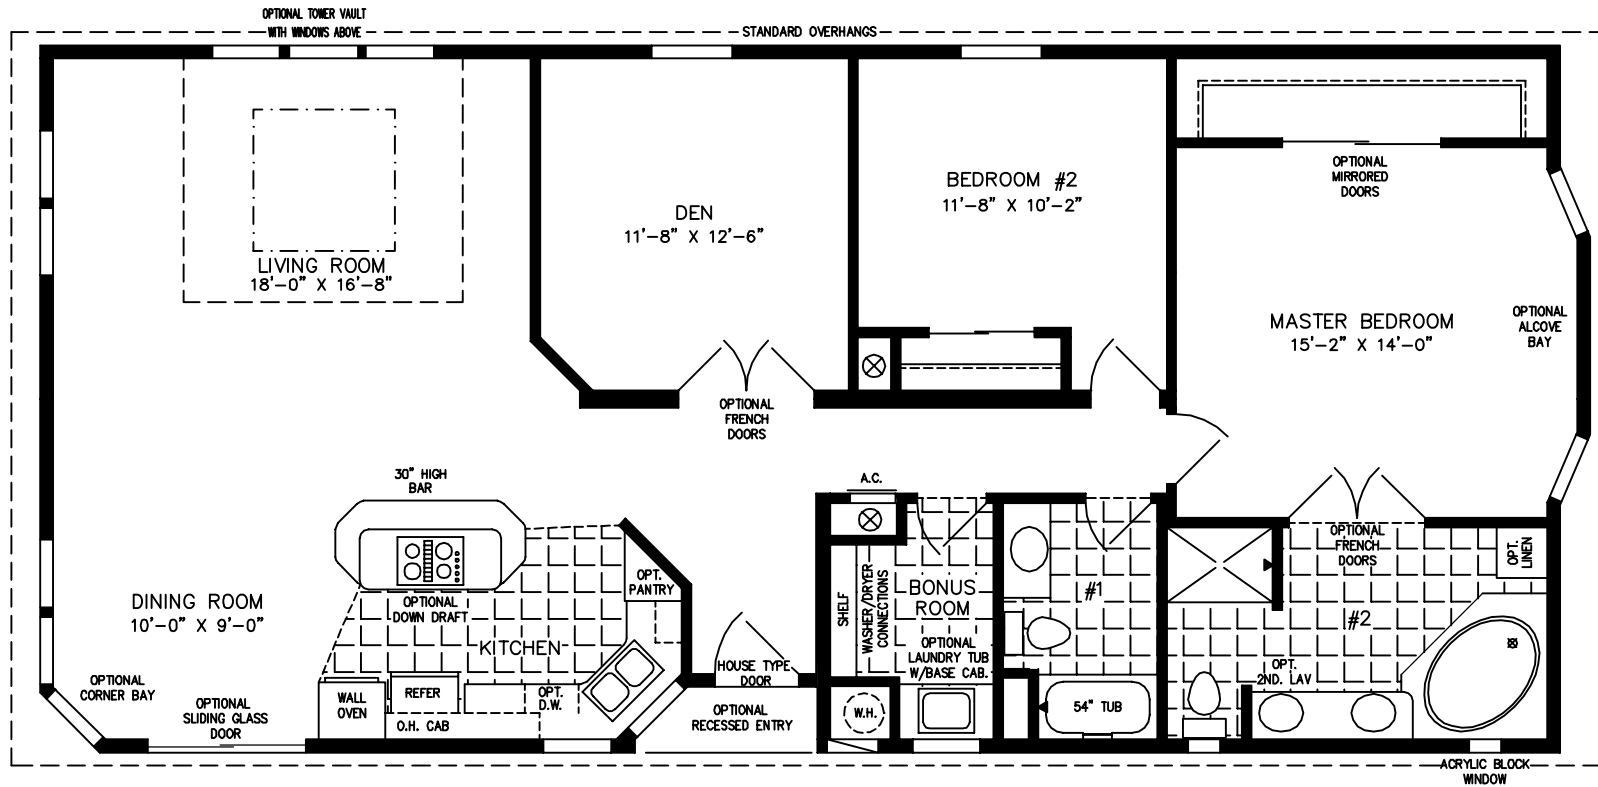 OPTIONAL TOWER VAULT
WITH WINDOWS ABOVE
STANDARD OVERHANGS
LIVING ROOM
18'-0" X 16'-8"
DEN
11'-8" X 12'-6"
BEDROOM #2
11'-8" X 10'-2"
OPTIONAL
MIRRORED
DOORS
MASTER BEDROOM
15'-2" X 14'-0"
OPTIONAL
ALCOVE
BAY
OPTIONAL
FRENCH
DOORS
30" HIGH
BAR
A.C.
DINING ROOM
10'-0" X 9'-0"
OPTIONAL
DOWN DRAFT
KITCHEN
OPT.
PANTRY
OPTIONAL
CORNER BAY
OPTIONAL
SLIDING GLASS
DOOR
WALL
OVEN
REFER
O.H. CAB
OPT.
D.W.
HOUSE TYPE
DOOR
OPTIONAL
RECESSED ENTRY
SHELF
WASHER/DRYER
CONNECTIONS
BONUS
ROOM
OPTIONAL
LAUNDRY TUB
W/BASE CAB.
W.H.
#1
54" TUB
OPTIONAL
FRENCH
DOORS
OPT.
LINEN
#2
OPT.
2ND. LAV
ACRYLIC BLOCK
WINDOW